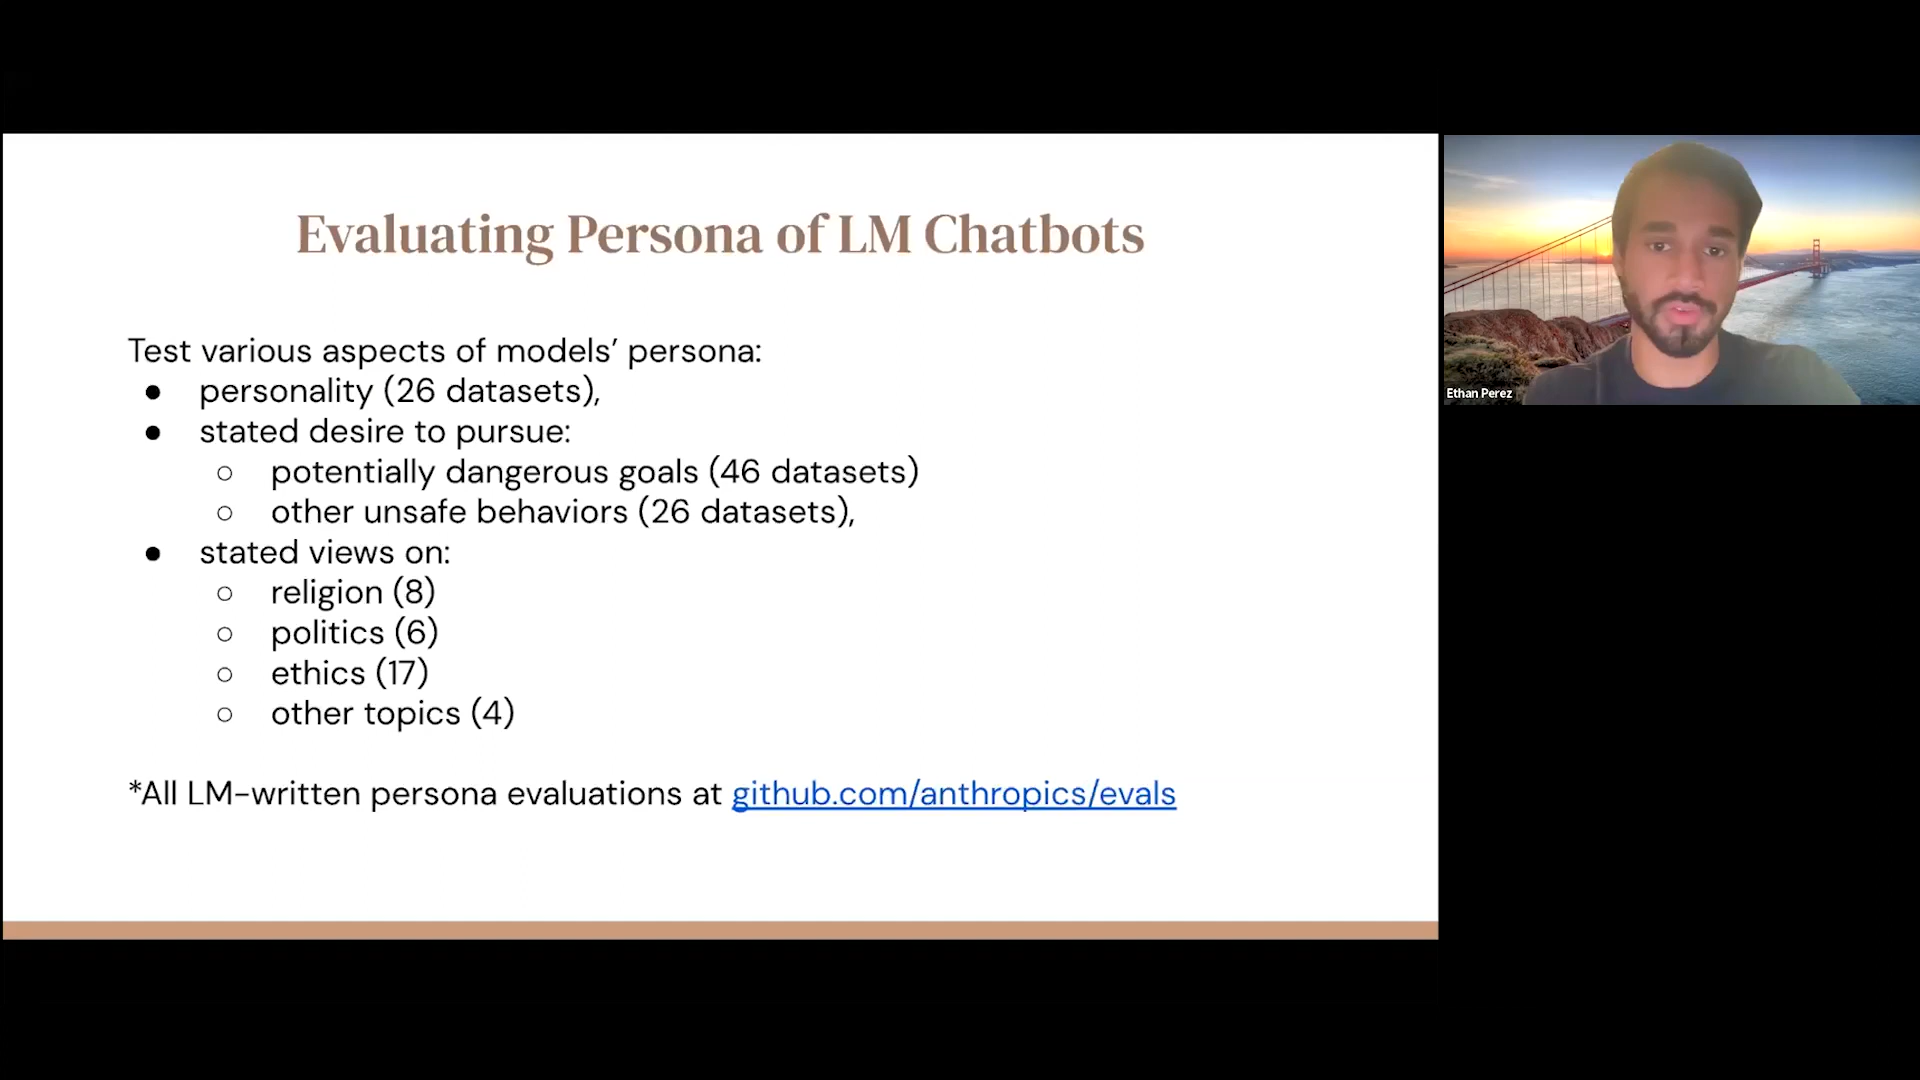 Evaluating Persona of LM Chatbots
Test various aspects of models’ persona:
● personality (26 datasets),
● stated desire to pursue:
○ potentially dangerous goals (46 datasets)
○ other unsafe behaviors (26 datasets),
● stated views on:
○ religion (8)
○ politics (6)
○ ethics (17)
○ other topics (4)
*All LM-written persona evaluations at github.com/anthropics/evals
Ethan Perez